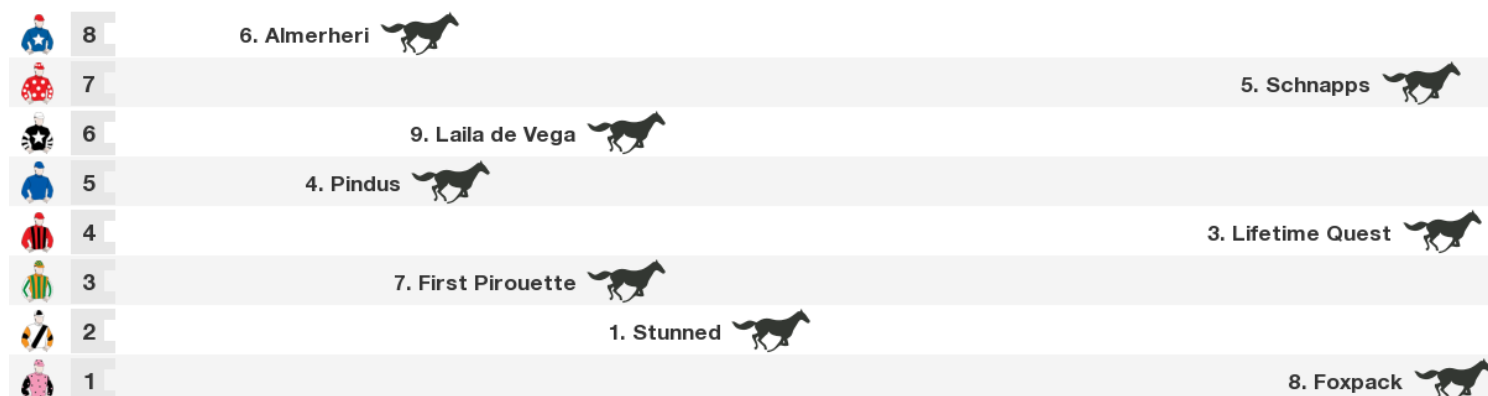 8 6. Almerheri
7 5. Schnapps
6 9. Laila de Vega
5 4. Pindus
4 3. Lifetime Quest
3 7. First Pirouette
2 1. Stunned
1 8. Foxpack